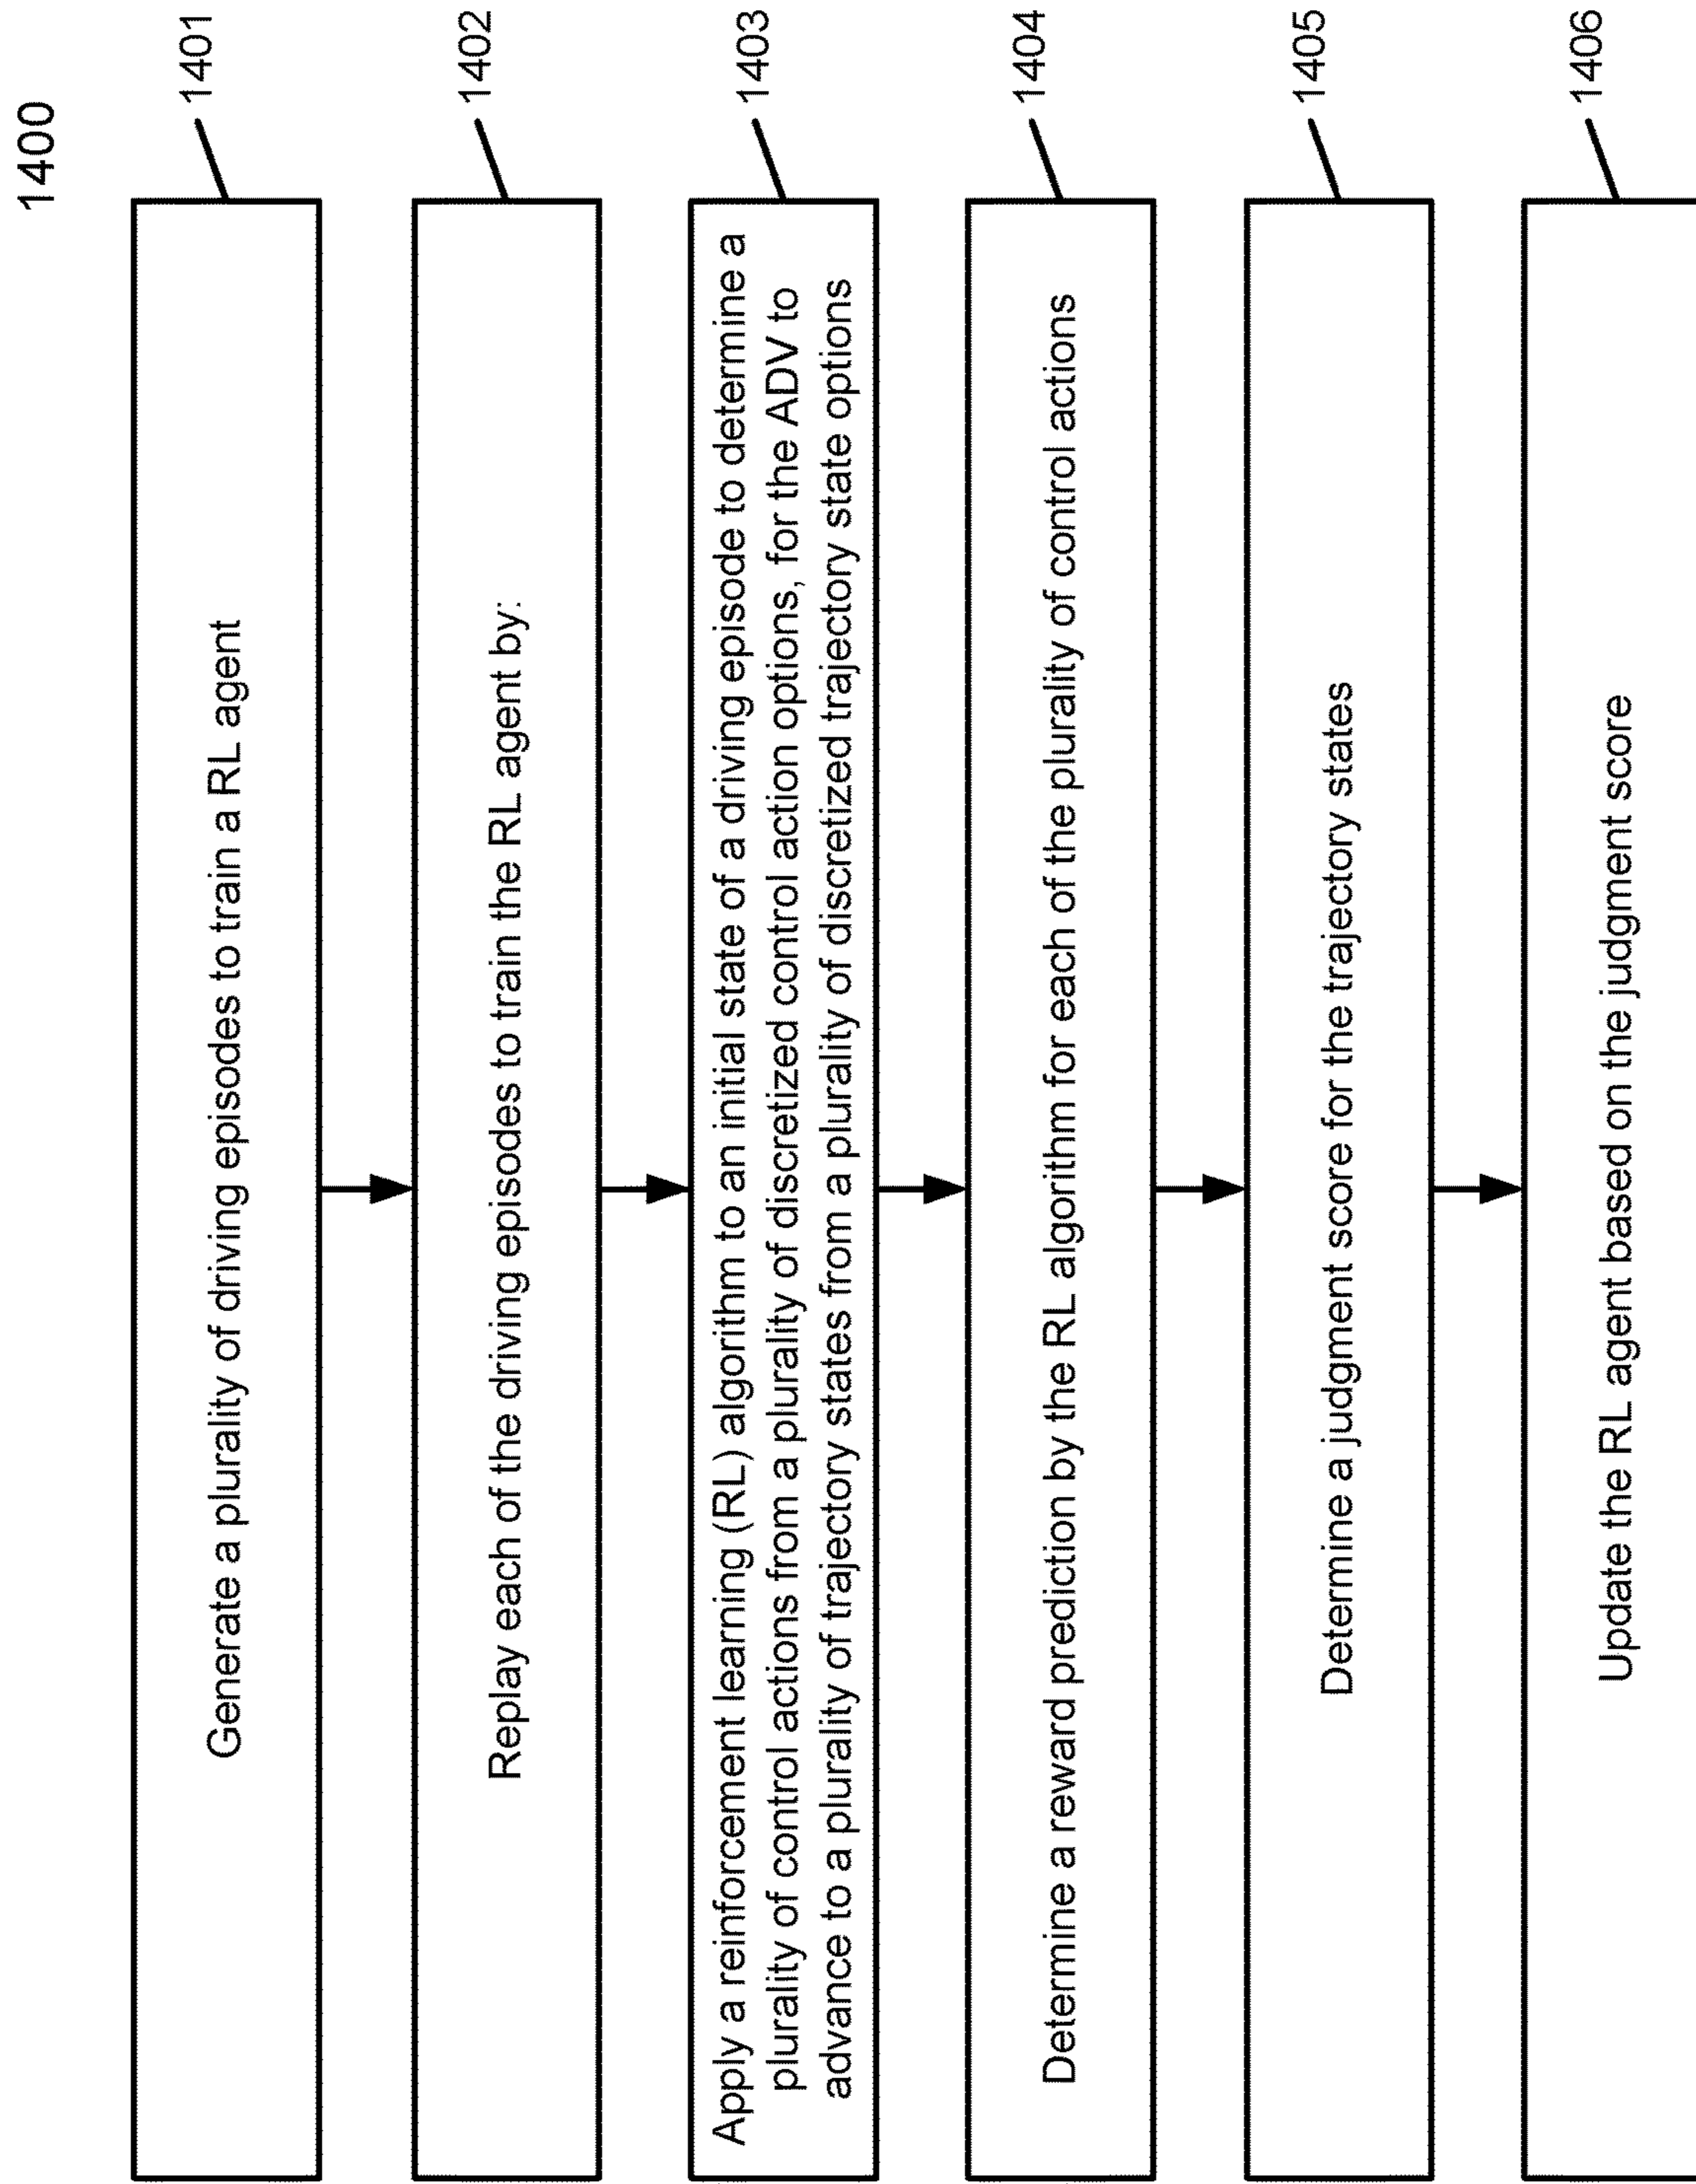 1400
Generate a plurality of driving episodes to train a RL agent
1401
Replay each of the driving episodes to train the RL agent by:
1402
Apply a reinforcement learning (RL) algorithm to an initial state of a driving episode to determine a
plurality of control actions from a plurality of discretized control action options, for the ADV to
advance to a plurality of trajectory states from a plurality of discretized trajectory state options
1403
Determine a reward prediction by the RL algorithm for each of the plurality of control actions
1404
Determine a judgment score for the trajectory states
1405
Update the RL agent based on the judgment score
1406